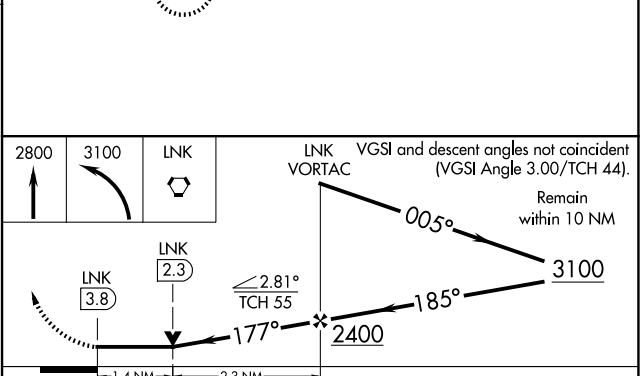 2800
3100
LNK
LNK
VORTAC
VGSI and descent angles not coincident
(VGSI Angle 3.00/TCH 44).
Remain
within 10 NM
005°
3100
LNK
2.3
LNK
3.8
2.81°
TCH 55
185°
177°
2400
1.4 NM
2.3 NM